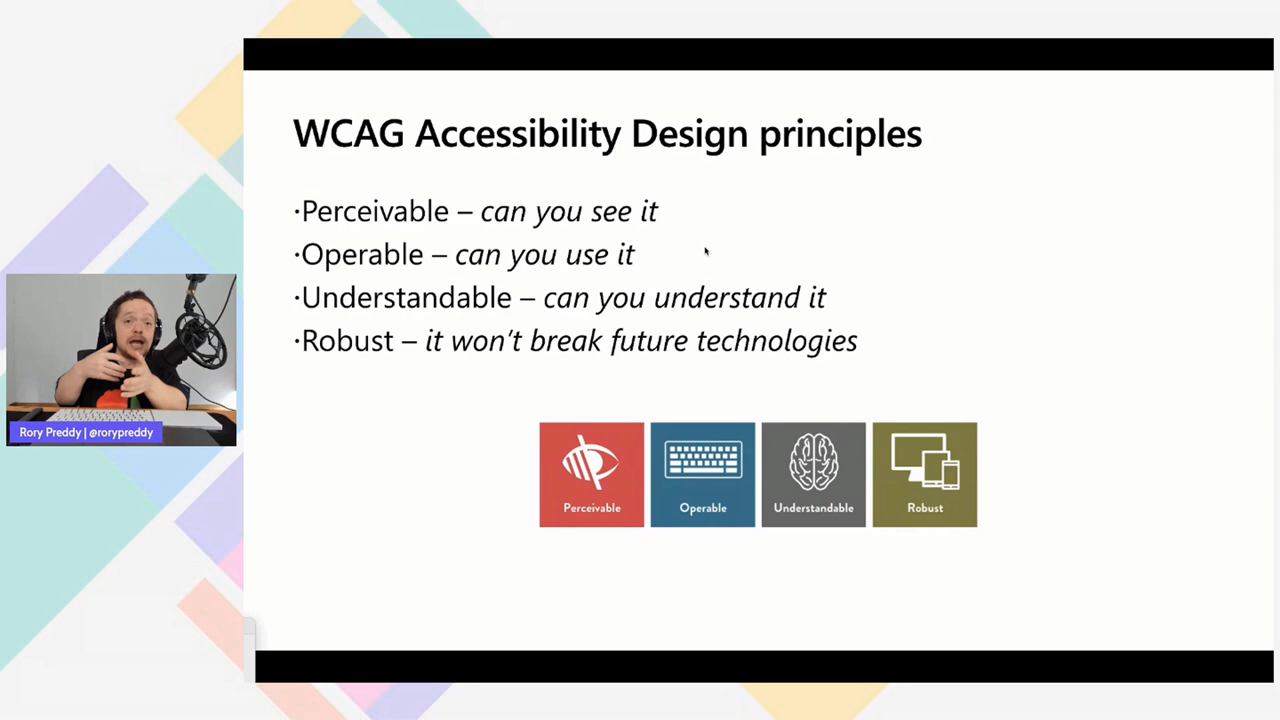 WCAG Accessibility Design principles
·Perceivable – can you see it
·Operable – can you use it
·Understandable – can you understand it
·Robust – it won't break future technologies
Rory Preddy | @rorypreddy
Perceivable
Operable
Understandable
Robust